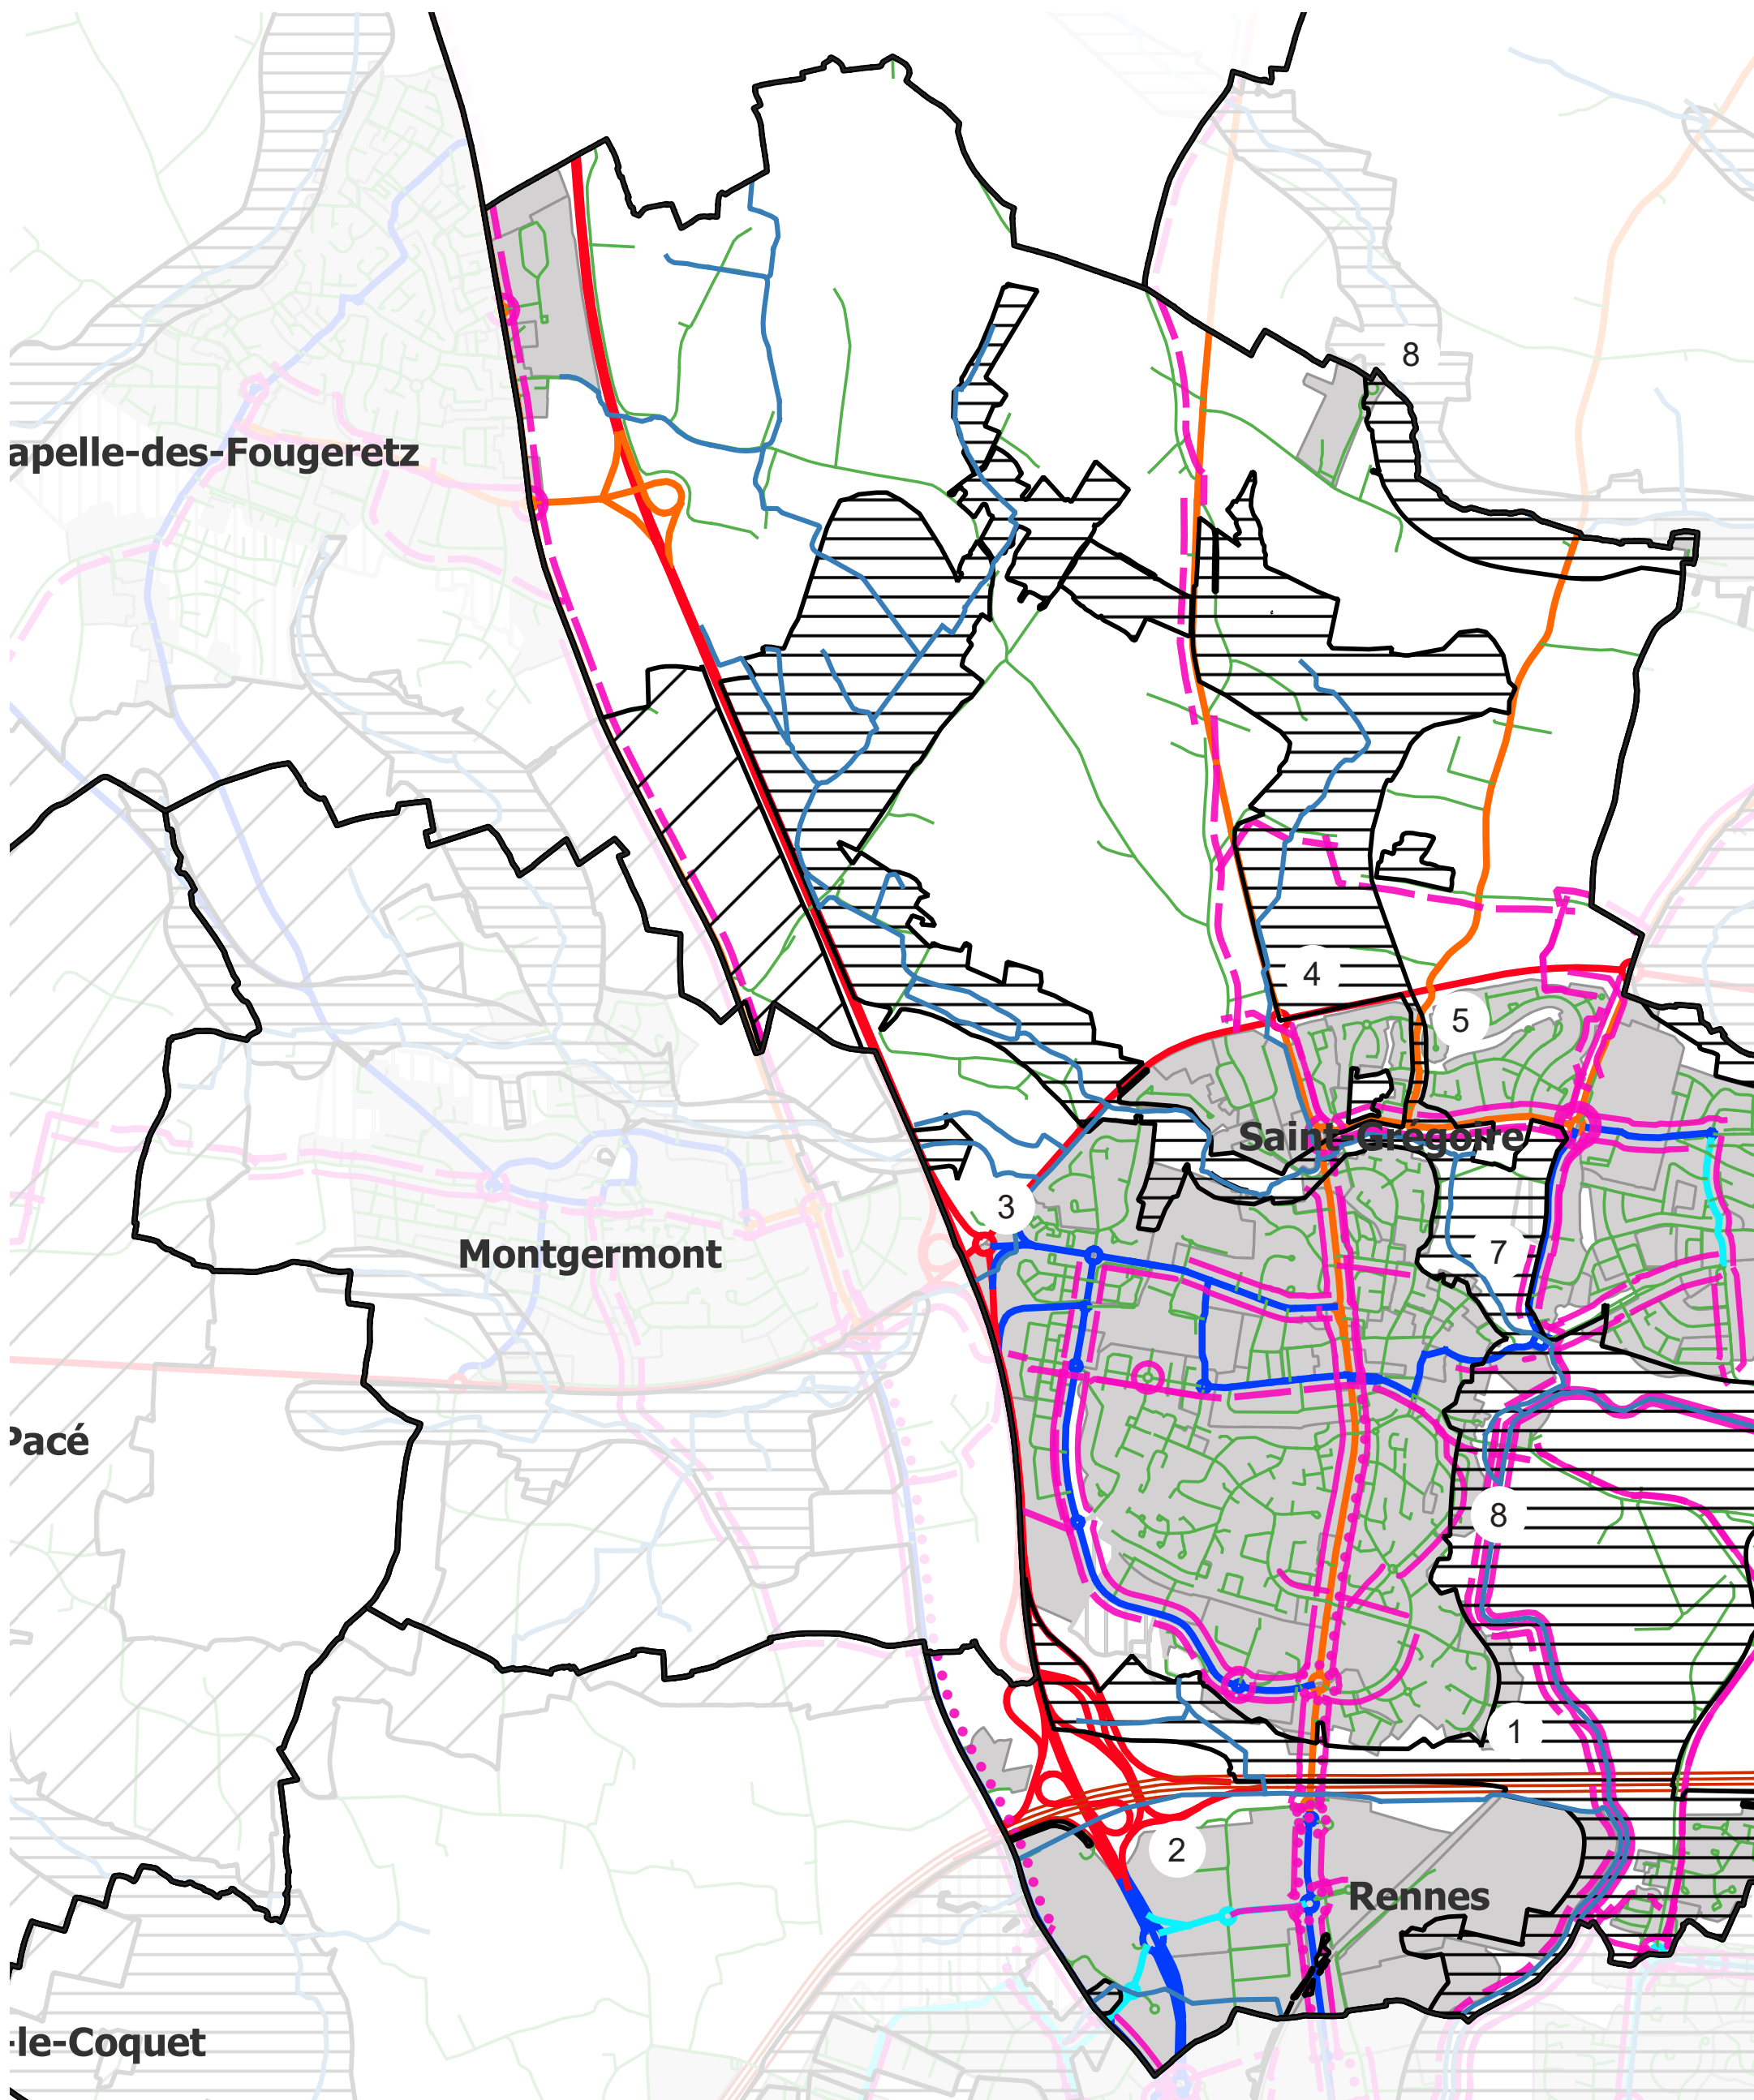 8
apelle-des-Fougeretz
4
5
Saint-Grégoire
3
7
Montgermont
Pacé
8
1
2
Rennes
-le-Coquet